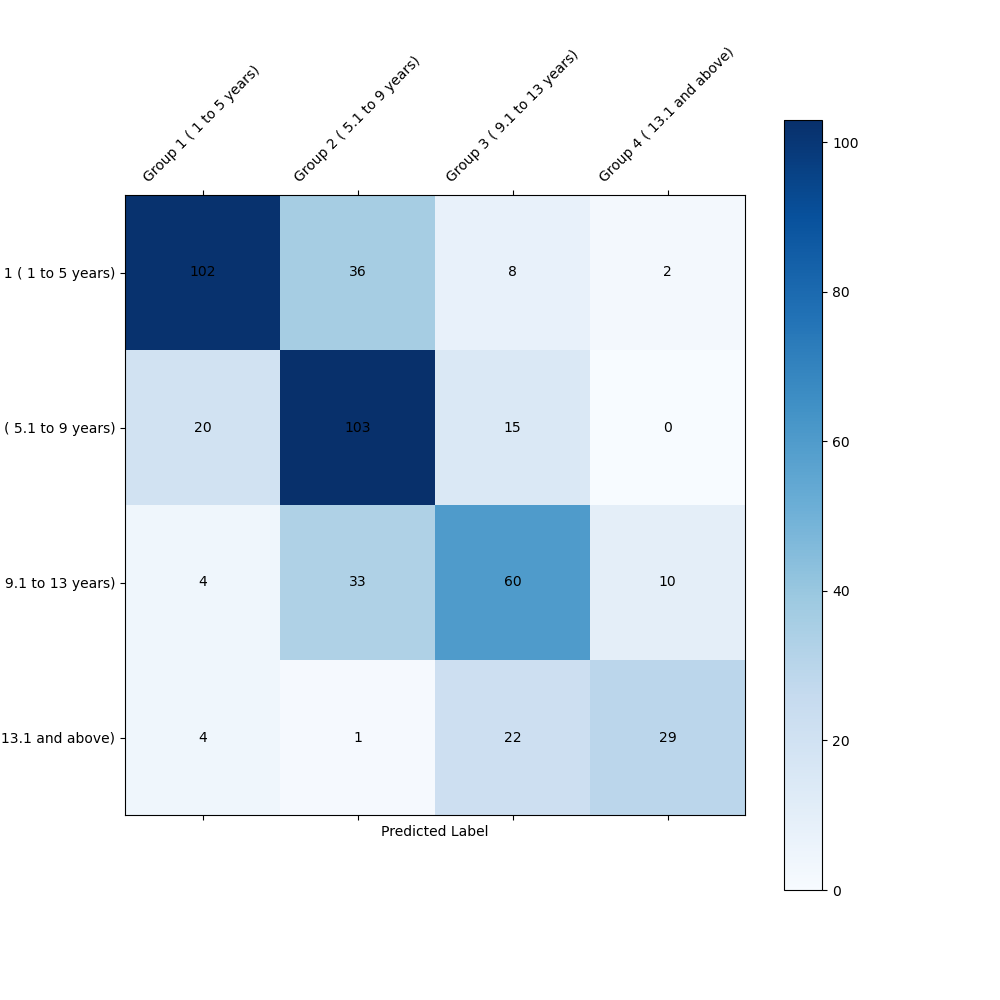 Group 1 ( 1 to 5 years)
Group 2 ( 5.1 to 9 years)
Group 3 ( 9.1 to 13 years)
Group 4 ( 13.1 and above)
1 ( 1 to 5 years)
102 36 8 2
( 5.1 to 9 years)
20 103 15 0
9.1 to 13 years)
4 33 60 10
13.1 and above)
4 1 22 29
Predicted Label
100
80
60
40
20
0